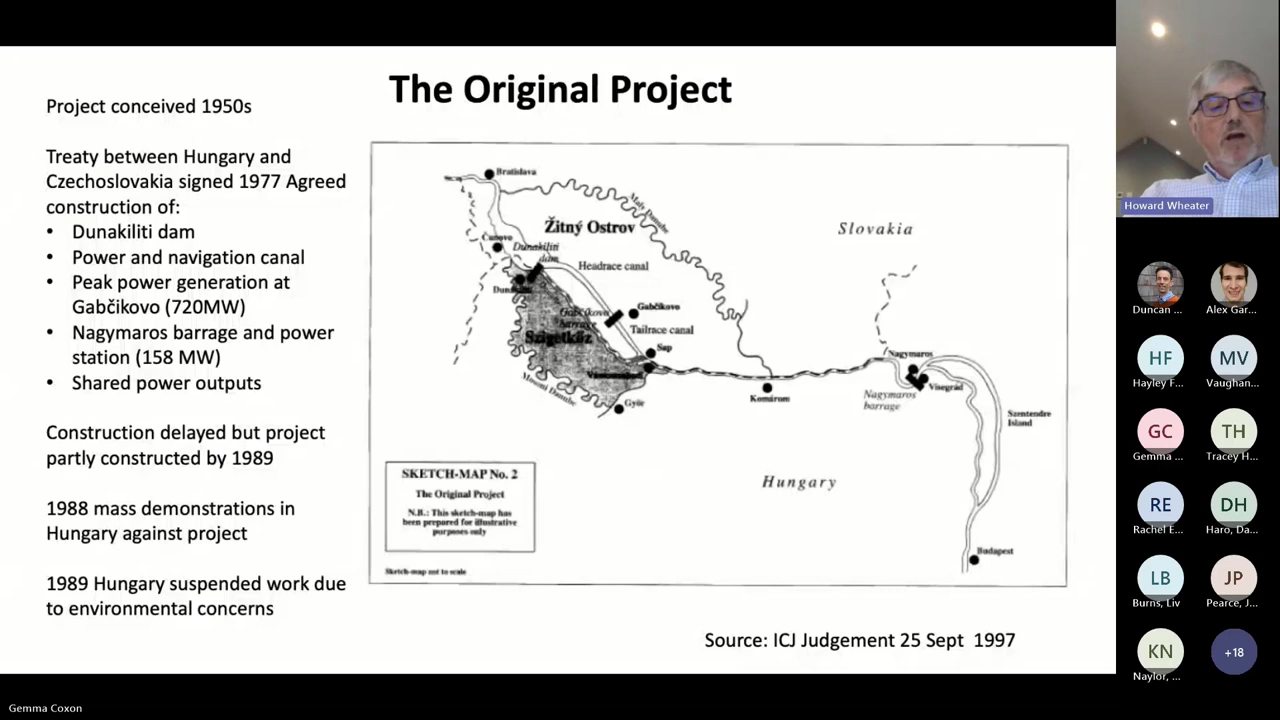 The Original Project
Project conceived 1950s
Treaty between Hungary and
Czechoslovakia signed 1977 Agreed
construction of:
• Dunakiliti dam
• Power and navigation canal
• Peak power generation at
Gabčikovo (720MW)
• Nagymaros barrage and power
station (158 MW)
• Shared power outputs
Construction delayed but project
partly constructed by 1989
1988 mass demonstrations in
Hungary against project
1989 Hungary suspended work due
to environmental concerns
Bratislava
Maly Danube
Žitný Ostrov
Slovakia
Čunovo
Dunakiliti
dam
Headrace canal
Gabčikovo
barrage
Gabčikovo
Tailrace canal
Szigetköz
Sap
Mosoni Danube
Győr
Komárom
Nagymaros
Visegrád
Nagymaros
barrage
Szentendre
Island
Hungary
Budapest
SKETCH-MAP No. 2
The Original Project
N.B.: This sketch-map has
been prepared for illustrative
purposes only
Sketch-map not to scale
Source: ICJ Judgement 25 Sept 1997
Howard Wheater
Duncan ...
Alex Gar...
HF
Hayley F...
MV
Vaughan...
GC
Gemma ...
TH
Tracey H...
RE
Rachel E...
DH
Haro, Da...
LB
Burns, Liv
JP
Pearce, J...
KN
Naylor, ...
+18
Gemma Coxon